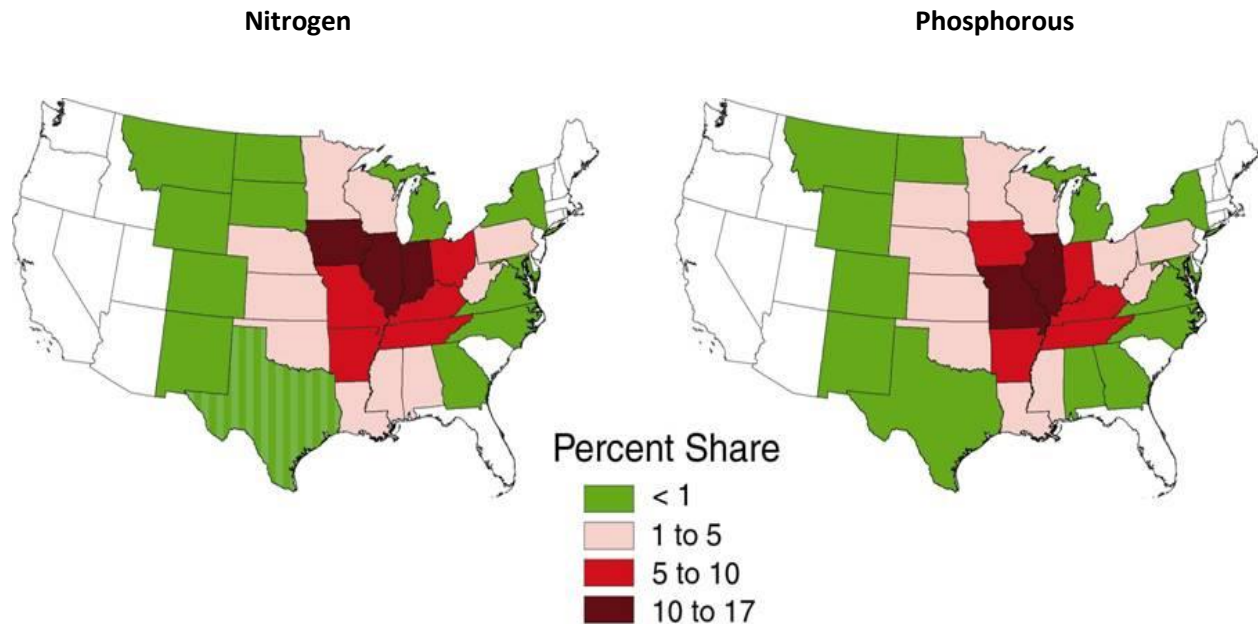 Nitrogen
Phosphorous
Percent Share
< 1
1 to 5
5 to 10
10 to 17